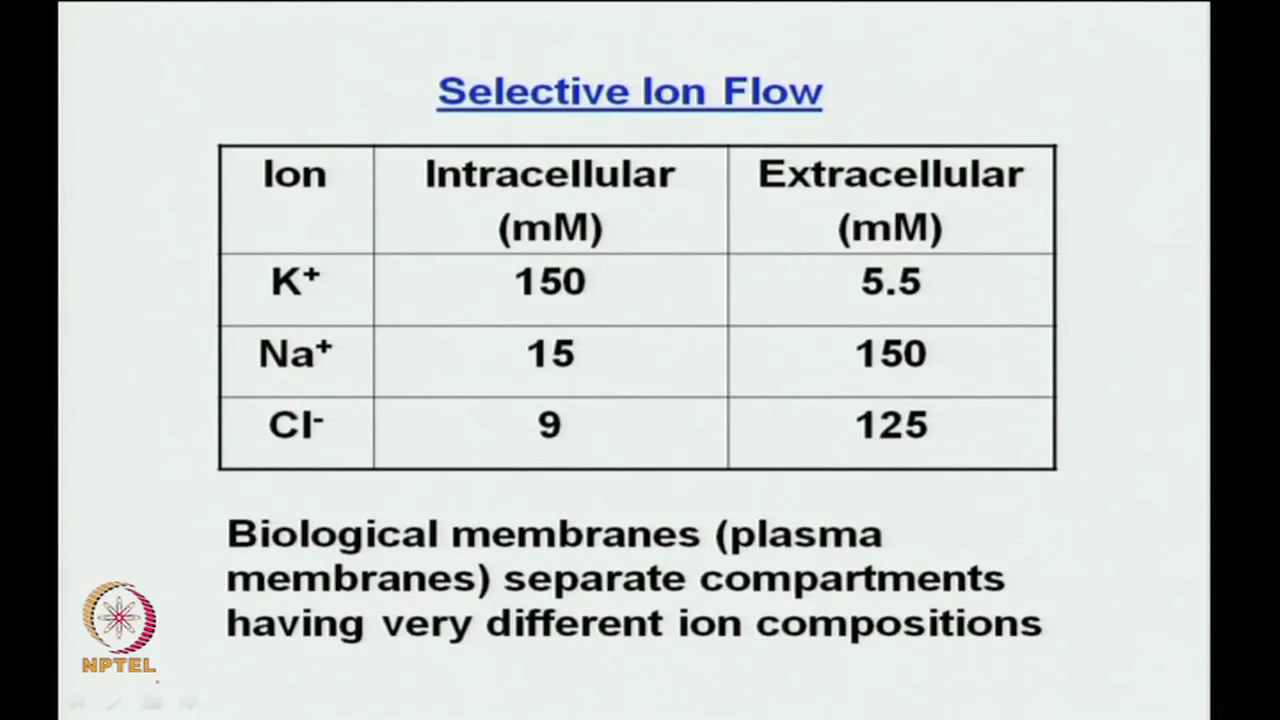 Selective Ion Flow
Ion Intracellular (mM) Extracellular (mM)
K⁺ 150 5.5
Na⁺ 15 150
Cl⁻ 9 125
Biological membranes (plasma
membranes) separate compartments
having very different ion compositions
NPTEL